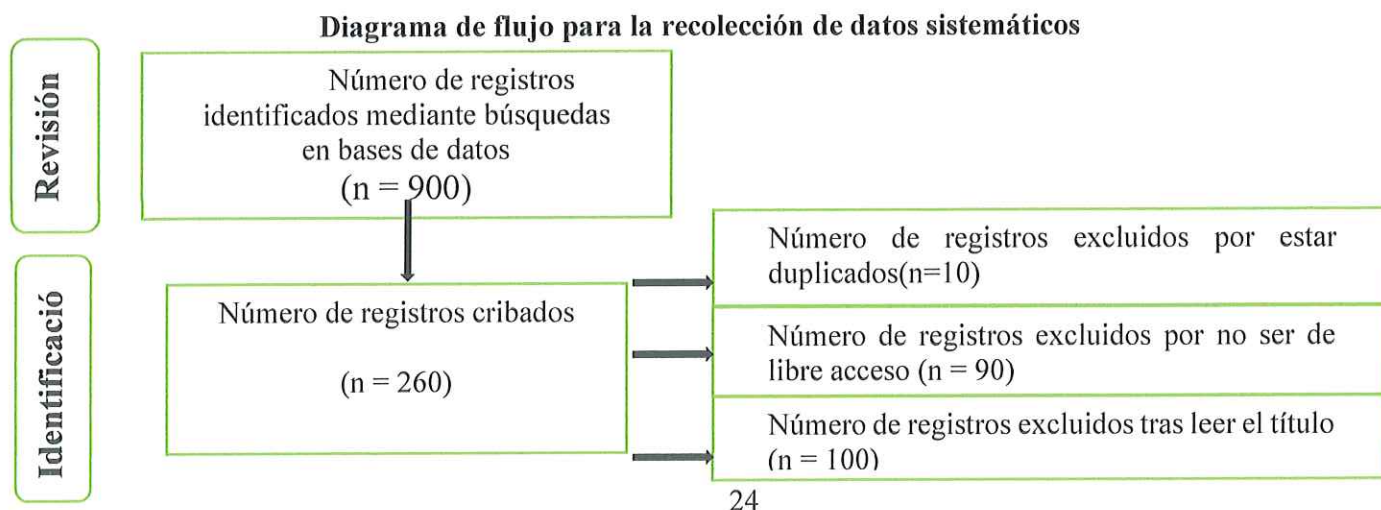 Diagrama de flujo para la recolección de datos sistemáticos
Revisión
Número de registros
identificados mediante búsquedas
en bases de datos
(n = 900)
Identificació
Número de registros cribados
(n = 260)
Número de registros excluidos por estar
duplicados(n=10)
Número de registros excluidos por no ser de
libre acceso (n = 90)
Número de registros excluidos tras leer el título
(n = 100)
24